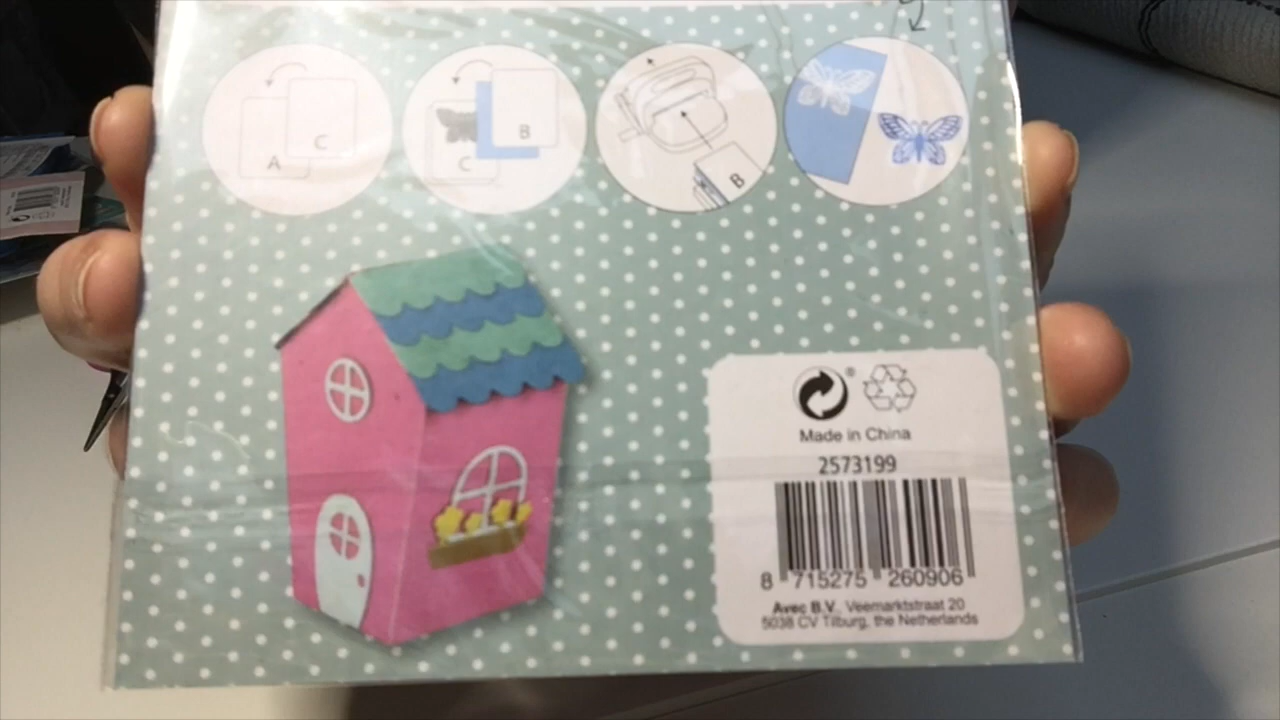 A
C
C
B
B
®
Made in China
2573199
8 715275 260906
Avec B.V. Veemarktstraat 20
5038 CV Tilburg, the Netherlands